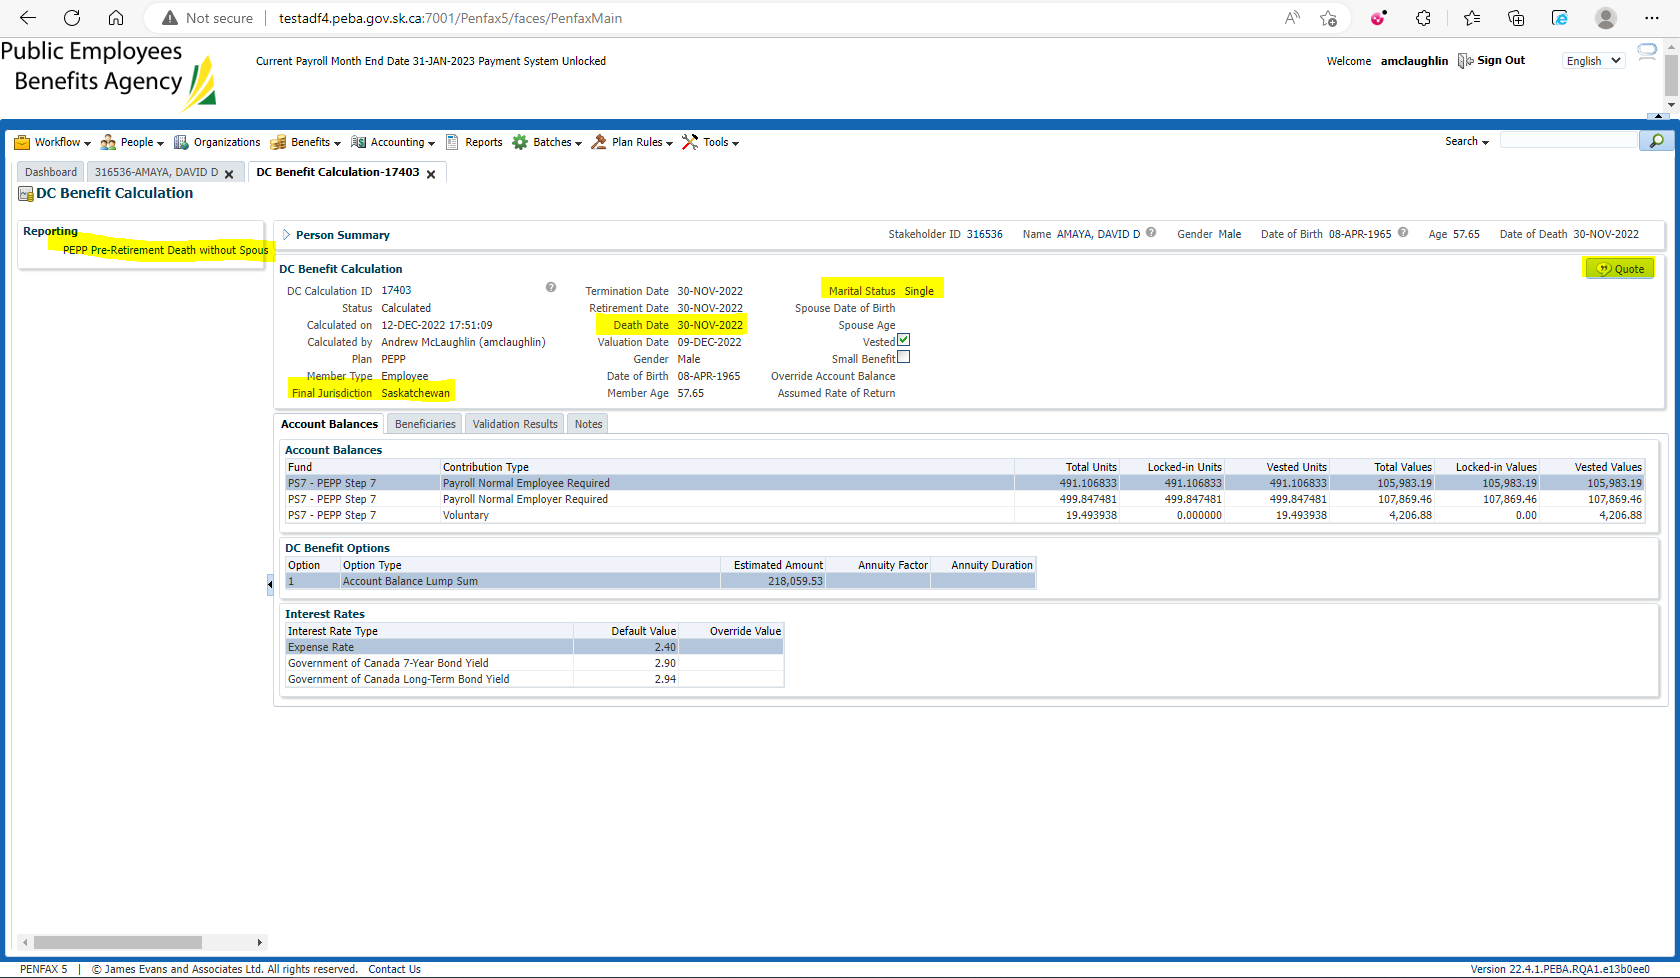 Not secure | testadf4.peba.gov.sk.ca:7001/Penfax5/faces/PenfaxMain
Public Employees
Benefits Agency
Current Payroll Month End Date 31-JAN-2023 Payment System Unlocked
Welcome amclaughlin Sign Out English
Workflow People Organizations Benefits Accounting Reports Batches Plan Rules Tools Search
Dashboard 316536-AMAYA, DAVID D DC Benefit Calculation-17403
DC Benefit Calculation
Reporting
PEPP Pre-Retirement Death without Spous
Person Summary Stakeholder ID 316536 Name AMAYA, DAVID D Gender Male Date of Birth 08-APR-1965 Age 57.65 Date of Death 30-NOV-2022
DC Benefit Calculation Quote
DC Calculation ID 17403 Termination Date 30-NOV-2022 Marital Status Single
Status Calculated Retirement Date 30-NOV-2022 Spouse Date of Birth
Calculated on 12-DEC-2022 17:51:09 Death Date 30-NOV-2022 Spouse Age
Calculated by Andrew McLaughlin (amclaughlin) Valuation Date 09-DEC-2022 Vested
Plan PEPP Gender Male Small Benefit
Member Type Employee Date of Birth 08-APR-1965 Override Account Balance
Final Jurisdiction Saskatchewan Member Age 57.65 Assumed Rate of Return
Account Balances Beneficiaries Validation Results Notes
Account Balances
Fund Contribution Type Total Units Locked-in Units Vested Units Total Values Locked-in Values Vested Values
PS7 - PEPP Step 7 Payroll Normal Employee Required 491.106833 491.106833 491.106833 105,983.19 105,983.19 105,983.19
PS7 - PEPP Step 7 Payroll Normal Employer Required 499.847481 499.847481 499.847481 107,869.46 107,869.46 107,869.46
PS7 - PEPP Step 7 Voluntary 19.493938 0.000000 19.493938 4,206.88 0.00 4,206.88
DC Benefit Options
Option Option Type Estimated Amount Annuity Factor Annuity Duration
1 Account Balance Lump Sum 218,059.53
Interest Rates
Interest Rate Type Default Value Override Value
Expense Rate 2.40
Government of Canada 7-Year Bond Yield 2.90
Government of Canada Long-Term Bond Yield 2.94
PENFAX 5 | © James Evans and Associates Ltd. All rights reserved. Contact Us Version 22.4.1.PEBA.RQA1.e13b0ee0